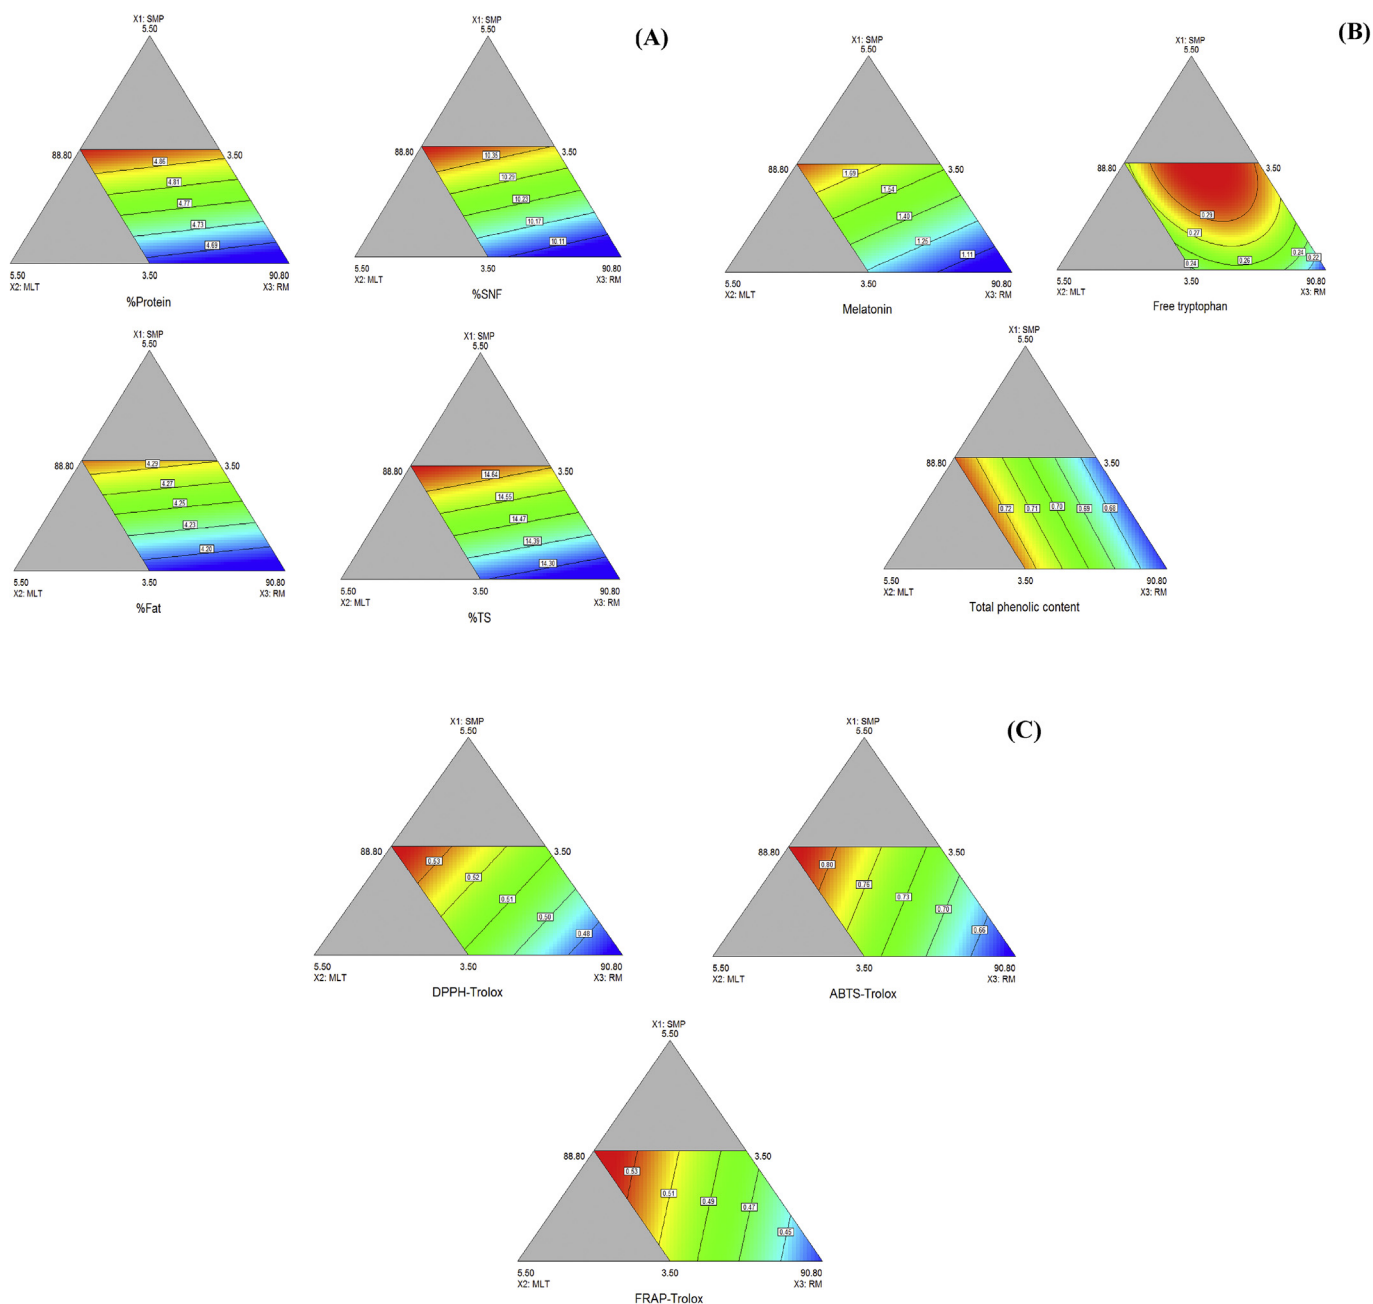 (A)
X1: SMP
5.50
88.80
3.50
4.86
4.81
4.77
4.73
4.69
5.50
3.50
90.80
X2: MLT
X3: RM
%Protein
X1: SMP
5.50
88.80
3.50
10.35
10.29
10.23
10.17
10.11
5.50
3.50
90.80
X2: MLT
X3: RM
%SNF
X1: SMP
5.50
88.80
3.50
4.29
4.27
4.25
4.23
4.20
5.50
3.50
90.80
X2: MLT
X3: RM
%Fat
X1: SMP
5.50
88.80
3.50
14.64
14.55
14.47
14.39
14.30
5.50
3.50
90.80
X2: MLT
X3: RM
%TS
(B)
X1: SMP
5.50
88.80
3.50
1.69
1.54
1.40
1.25
1.11
5.50
3.50
90.80
X2: MLT
X3: RM
Melatonin
X1: SMP
5.50
88.80
3.50
0.29
0.27
0.26
0.24
0.24
0.22
5.50
3.50
90.80
X2: MLT
X3: RM
Free tryptophan
X1: SMP
5.50
88.80
3.50
0.72
0.71
0.70
0.69
0.68
5.50
3.50
90.80
X2: MLT
X3: RM
Total phenolic content
(C)
X1: SMP
5.50
88.80
3.50
0.53
0.52
0.51
0.50
0.48
5.50
3.50
90.80
X2: MLT
X3: RM
DPPH-Trolox
X1: SMP
5.50
88.80
3.50
0.80
0.73
0.70
5.50
3.50
90.80
X2: MLT
X3: RM
ABTS-Trolox
X1: SMP
5.50
88.80
3.50
0.51
0.49
0.47
5.50
3.50
90.80
X2: MLT
X3: RM
FRAP-Trolox